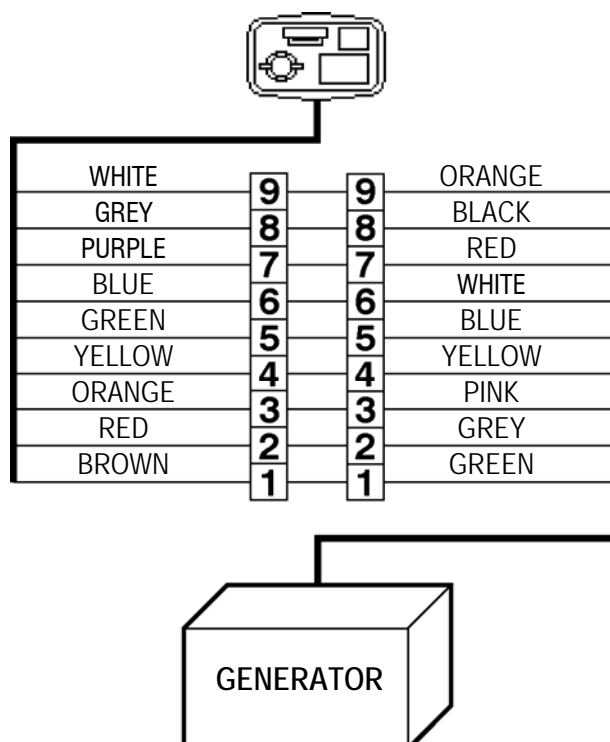 WHITE 9 9 ORANGE
GREY 8 8 BLACK
PURPLE 7 7 RED
BLUE 6 6 WHITE
GREEN 5 5 BLUE
YELLOW 4 4 YELLOW
ORANGE 3 3 PINK
RED 2 2 GREY
BROWN 1 1 GREEN
GENERATOR